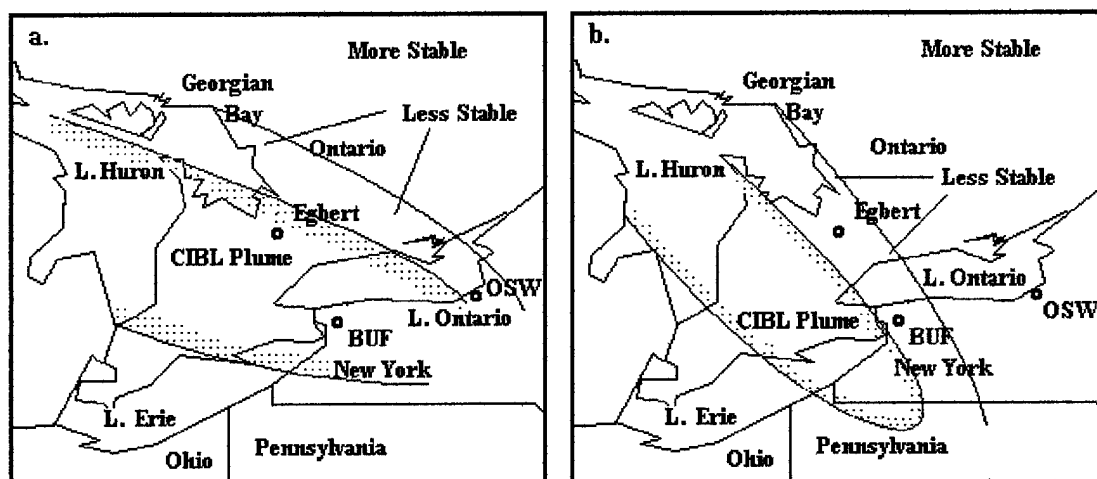 a.
More Stable
Georgian
Bay
Less Stable
Ontario
L. Huron
Egbert
CIBL Plume
OSW
L. Ontario
BUF
New York
L. Erie
Pennsylvania
Ohio
b.
More Stable
Georgian
Bay
Ontario
L. Huron
Less Stable
Egbert
L. Ontario
OSW
CIBL Plume
BUF
New York
L. Erie
Pennsylvania
Ohio